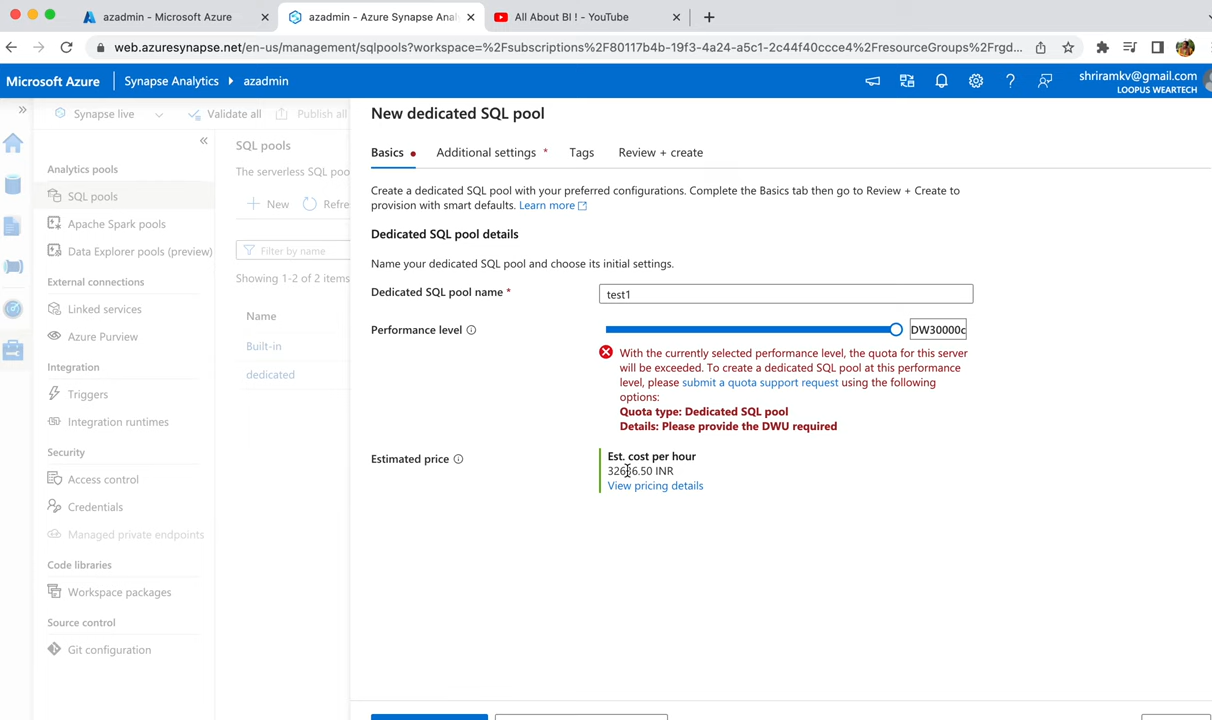 azadmin - Microsoft Azure
azadmin - Azure Synapse Anal
All About BI ! - YouTube
web.azuresynapse.net/en-us/management/sqlpools?workspace=%2Fsubscriptions%2F80117b4b-19f3-4a24-a5c1-2c44f40ccce4%2FresourceGroups%2Frgd...
Microsoft Azure
Synapse Analytics
azadmin
shriramkv@gmail.com
LOOPUS WEARTECH
Synapse live
Validate all
Publish all
Analytics pools
SQL pools
Apache Spark pools
Data Explorer pools (preview)
External connections
Linked services
Azure Purview
Integration
Triggers
Integration runtimes
Security
Access control
Credentials
Managed private endpoints
Code libraries
Workspace packages
Source control
Git configuration
SQL pools
The serverless SQL poo
New
Refre
Filter by name
Showing 1-2 of 2 items
Name
Built-in
dedicated
New dedicated SQL pool
Basics
Additional settings *
Tags
Review + create
Create a dedicated SQL pool with your preferred configurations. Complete the Basics tab then go to Review + Create to
provision with smart defaults. Learn more
Dedicated SQL pool details
Name your dedicated SQL pool and choose its initial settings.
Dedicated SQL pool name *
test1
Performance level
DW30000c
With the currently selected performance level, the quota for this server
will be exceeded. To create a dedicated SQL pool at this performance
level, please submit a quota support request using the following
options:
Quota type: Dedicated SQL pool
Details: Please provide the DWU required
Estimated price
Est. cost per hour
INR
View pricing details